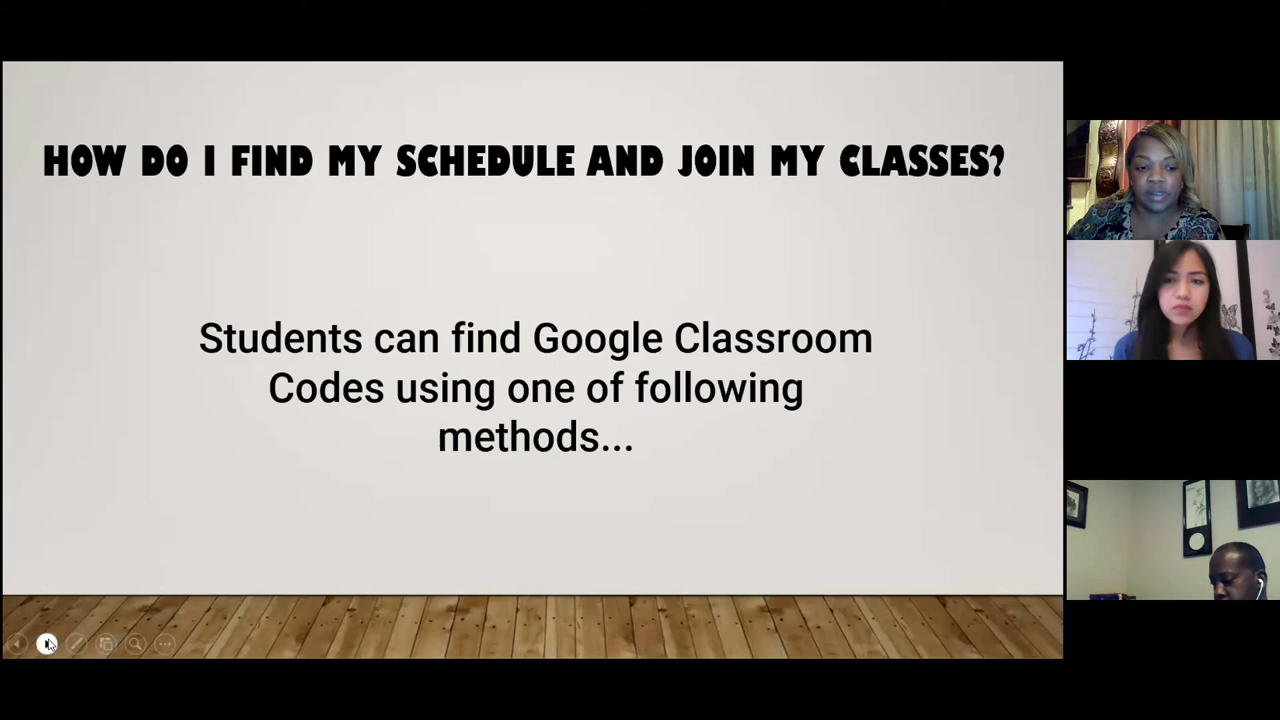 HOW DO I FIND MY SCHEDULE AND JOIN MY CLASSES?
Students can find Google Classroom
Codes using one of following
methods...